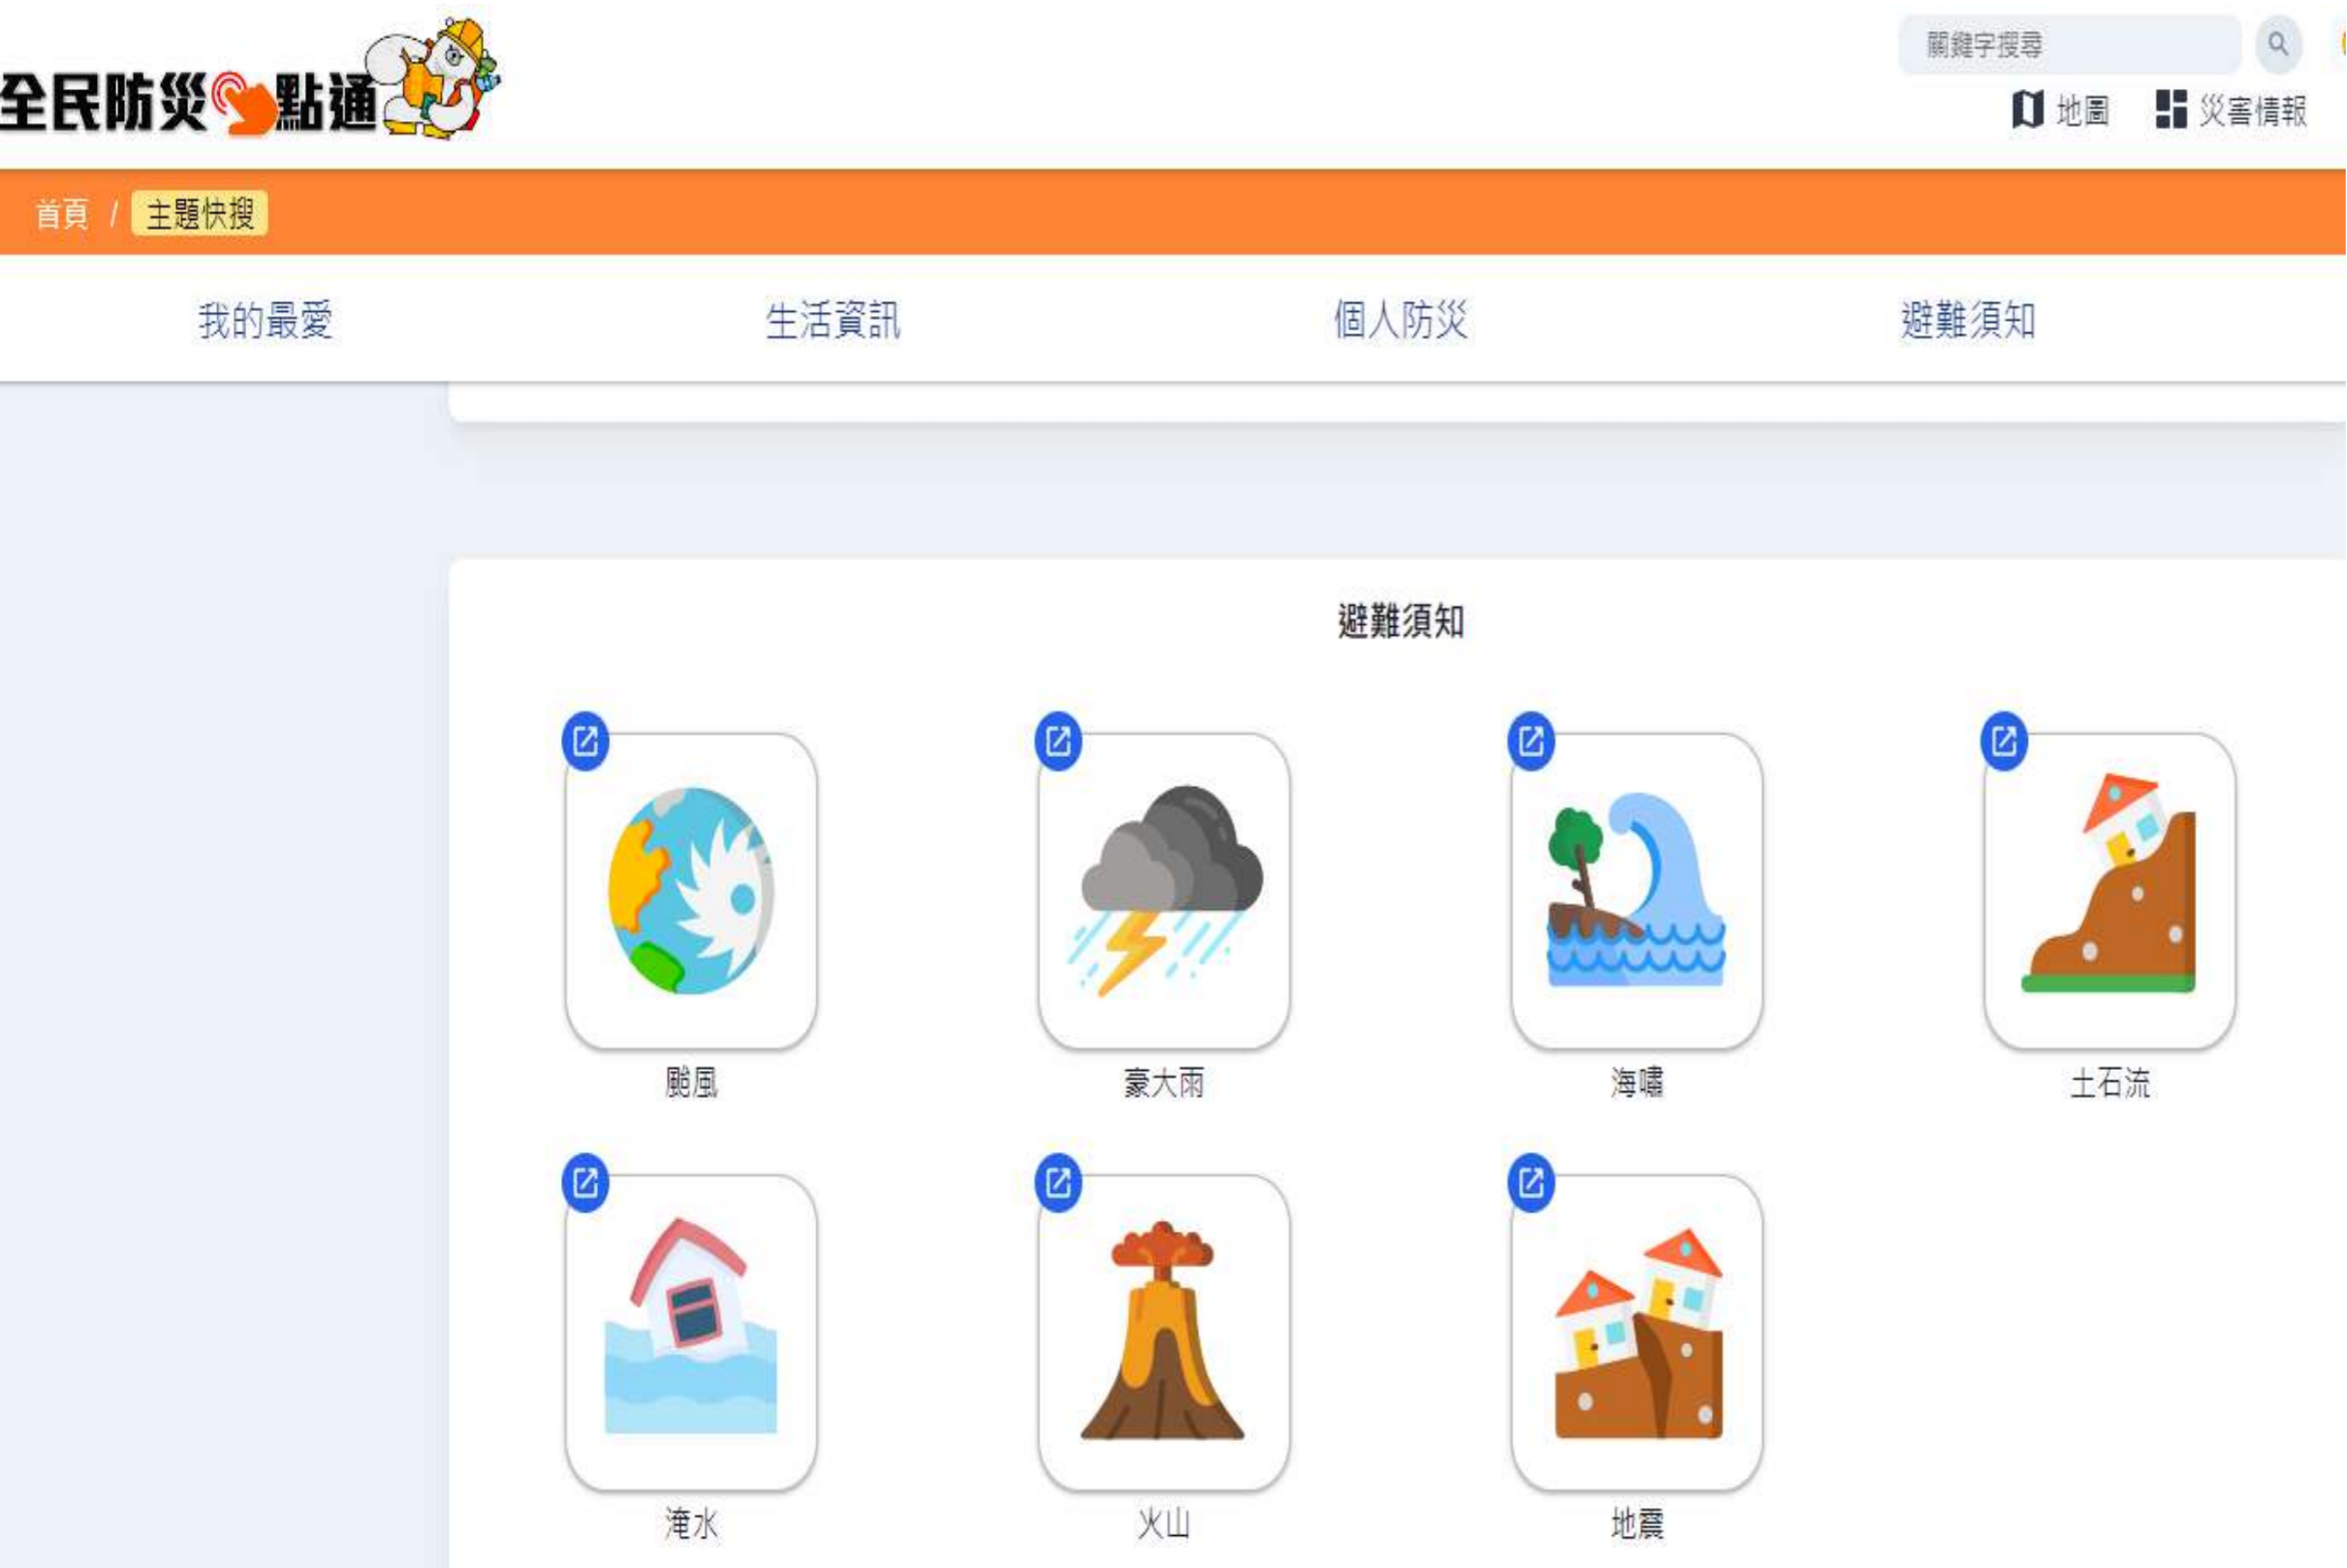 全民防災點通
關鍵字搜尋
地圖 災害情報
首頁 / 主題快搜
我的最愛 生活資訊 個人防災 避難須知
避難須知
颱風 豪大雨 海嘯 土石流
淹水 火山 地震